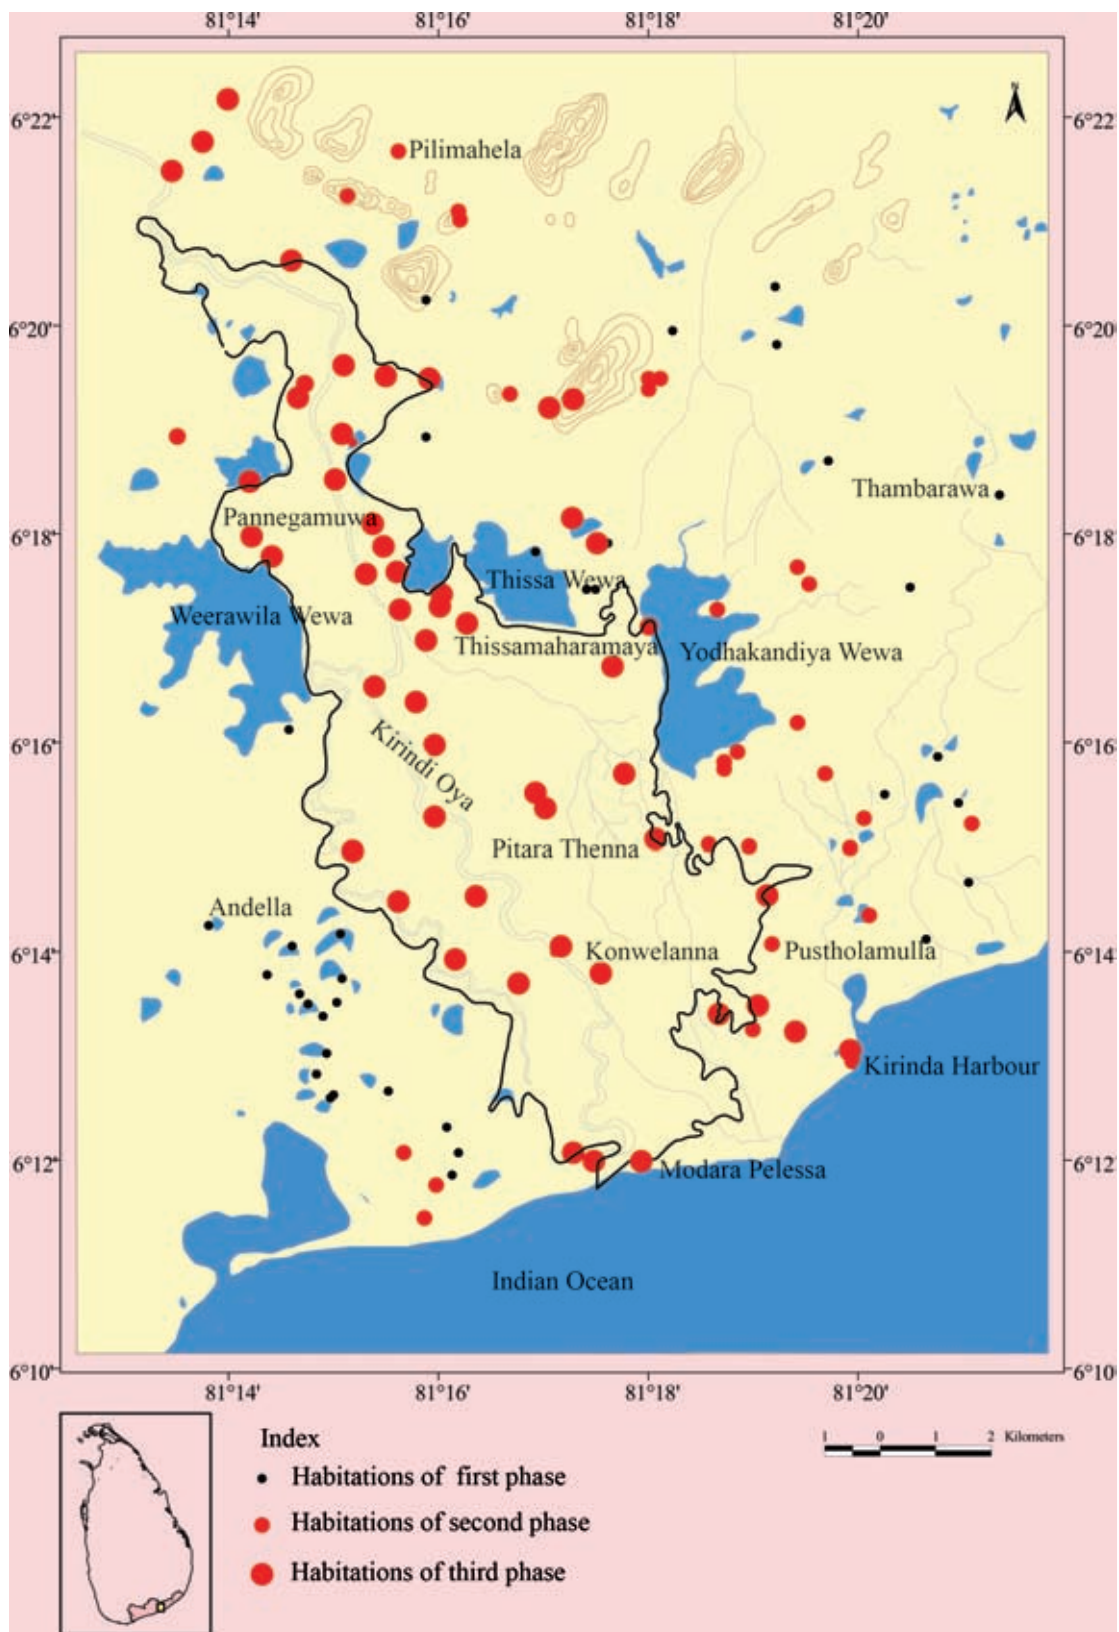 81°14' 81°16' 81°18' 81°20'
N
6°22' 6°22'
Pilimahela
6°20' 6°20'
Thambarawa
Pannegamuwa
6°18' 6°18'
Thissa Wewa
Weerawila Wewa
Thissamaharamaya
Yodhakandiya Wewa
Kirindi Oya
6°16' 6°16'
Pitara Thenna
Andella
Konwelanna
Pustholamulla
6°14' 6°14'
Kirinda Harbour
6°12' 6°12'
Modara Pelessa
Indian Ocean
6°10' 6°10'
81°14' 81°16' 81°18' 81°20'
Index
1 0 1 2 Kilometers
Habitations of first phase
Habitations of second phase
Habitations of third phase